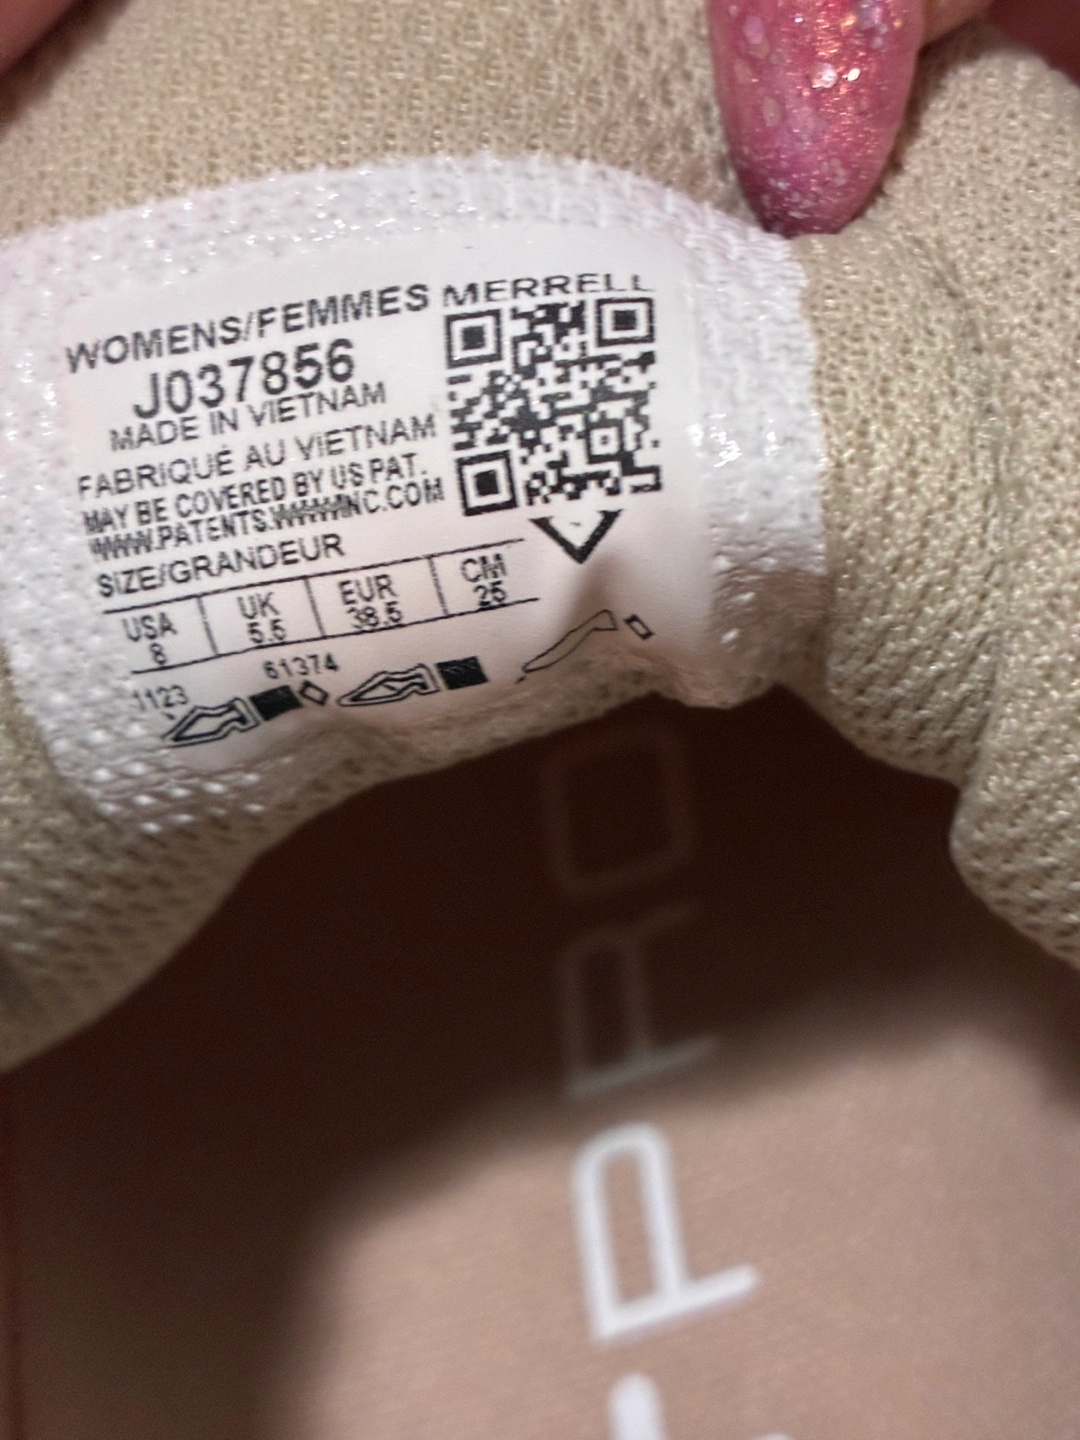 WOMENS/FEMMES
J037856
MADE IN VIETNAM
FABRIQUÉ AU VIETNAM
MAY BE COVERED BY US PAT.
WWW.PATENTS.WWWINC.COM
SIZE/GRANDEUR
USA UK EUR CM
8 5.5 38.5 25
1123 61374
MERRELL
PRO